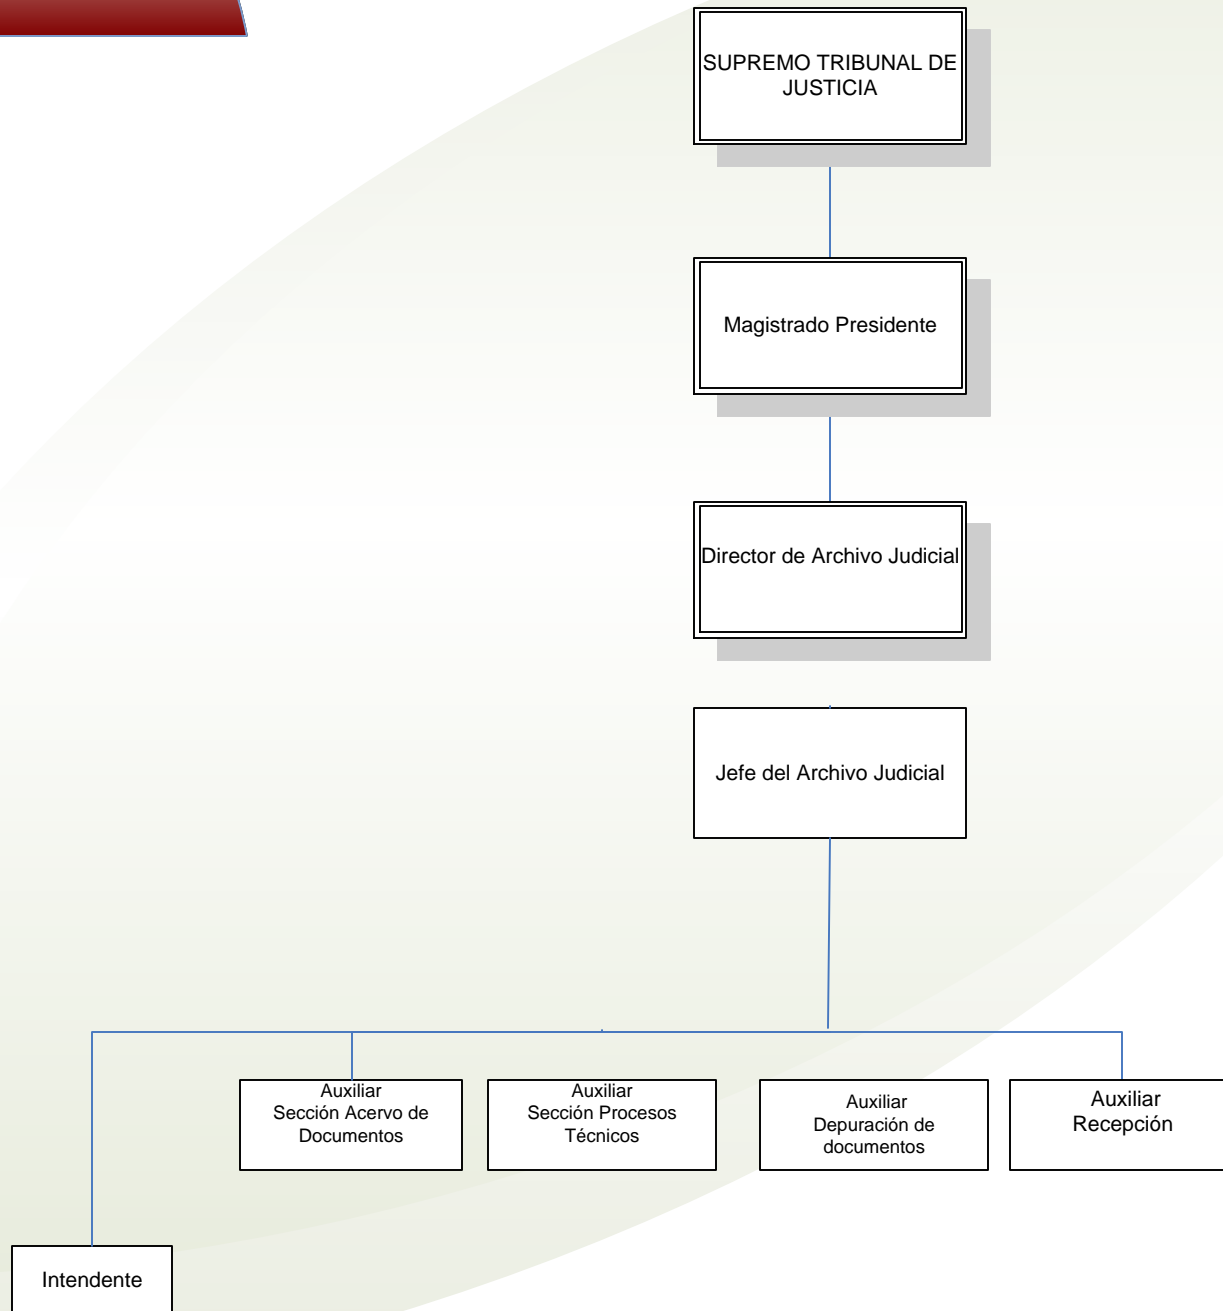 SUPREMO TRIBUNAL DE
JUSTICIA
Magistrado Presidente
Director de Archivo Judicial
Jefe del Archivo Judicial
Auxiliar
Sección Acervo de
Documentos
Auxiliar
Sección Procesos
Técnicos
Auxiliar
Depuración de
documentos
Auxiliar
Recepción
Intendente